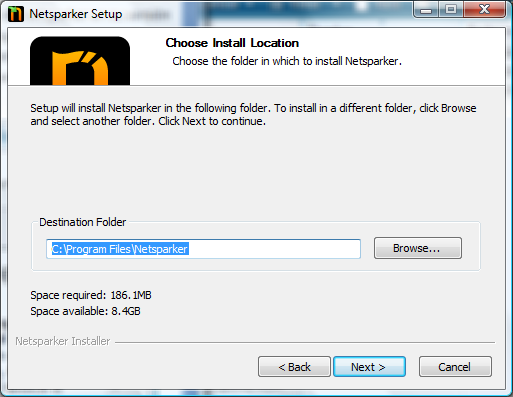 Netsparker Setup
Choose Install Location
Choose the folder in which to install Netsparker.
Setup will install Netsparker in the following folder. To install in a different folder, click Browse
and select another folder. Click Next to continue.
Destination Folder
C:\Program Files\Netsparker
Browse...
Space required: 186.1MB
Space available: 8.4GB
Netsparker Installer
< Back
Next >
Cancel